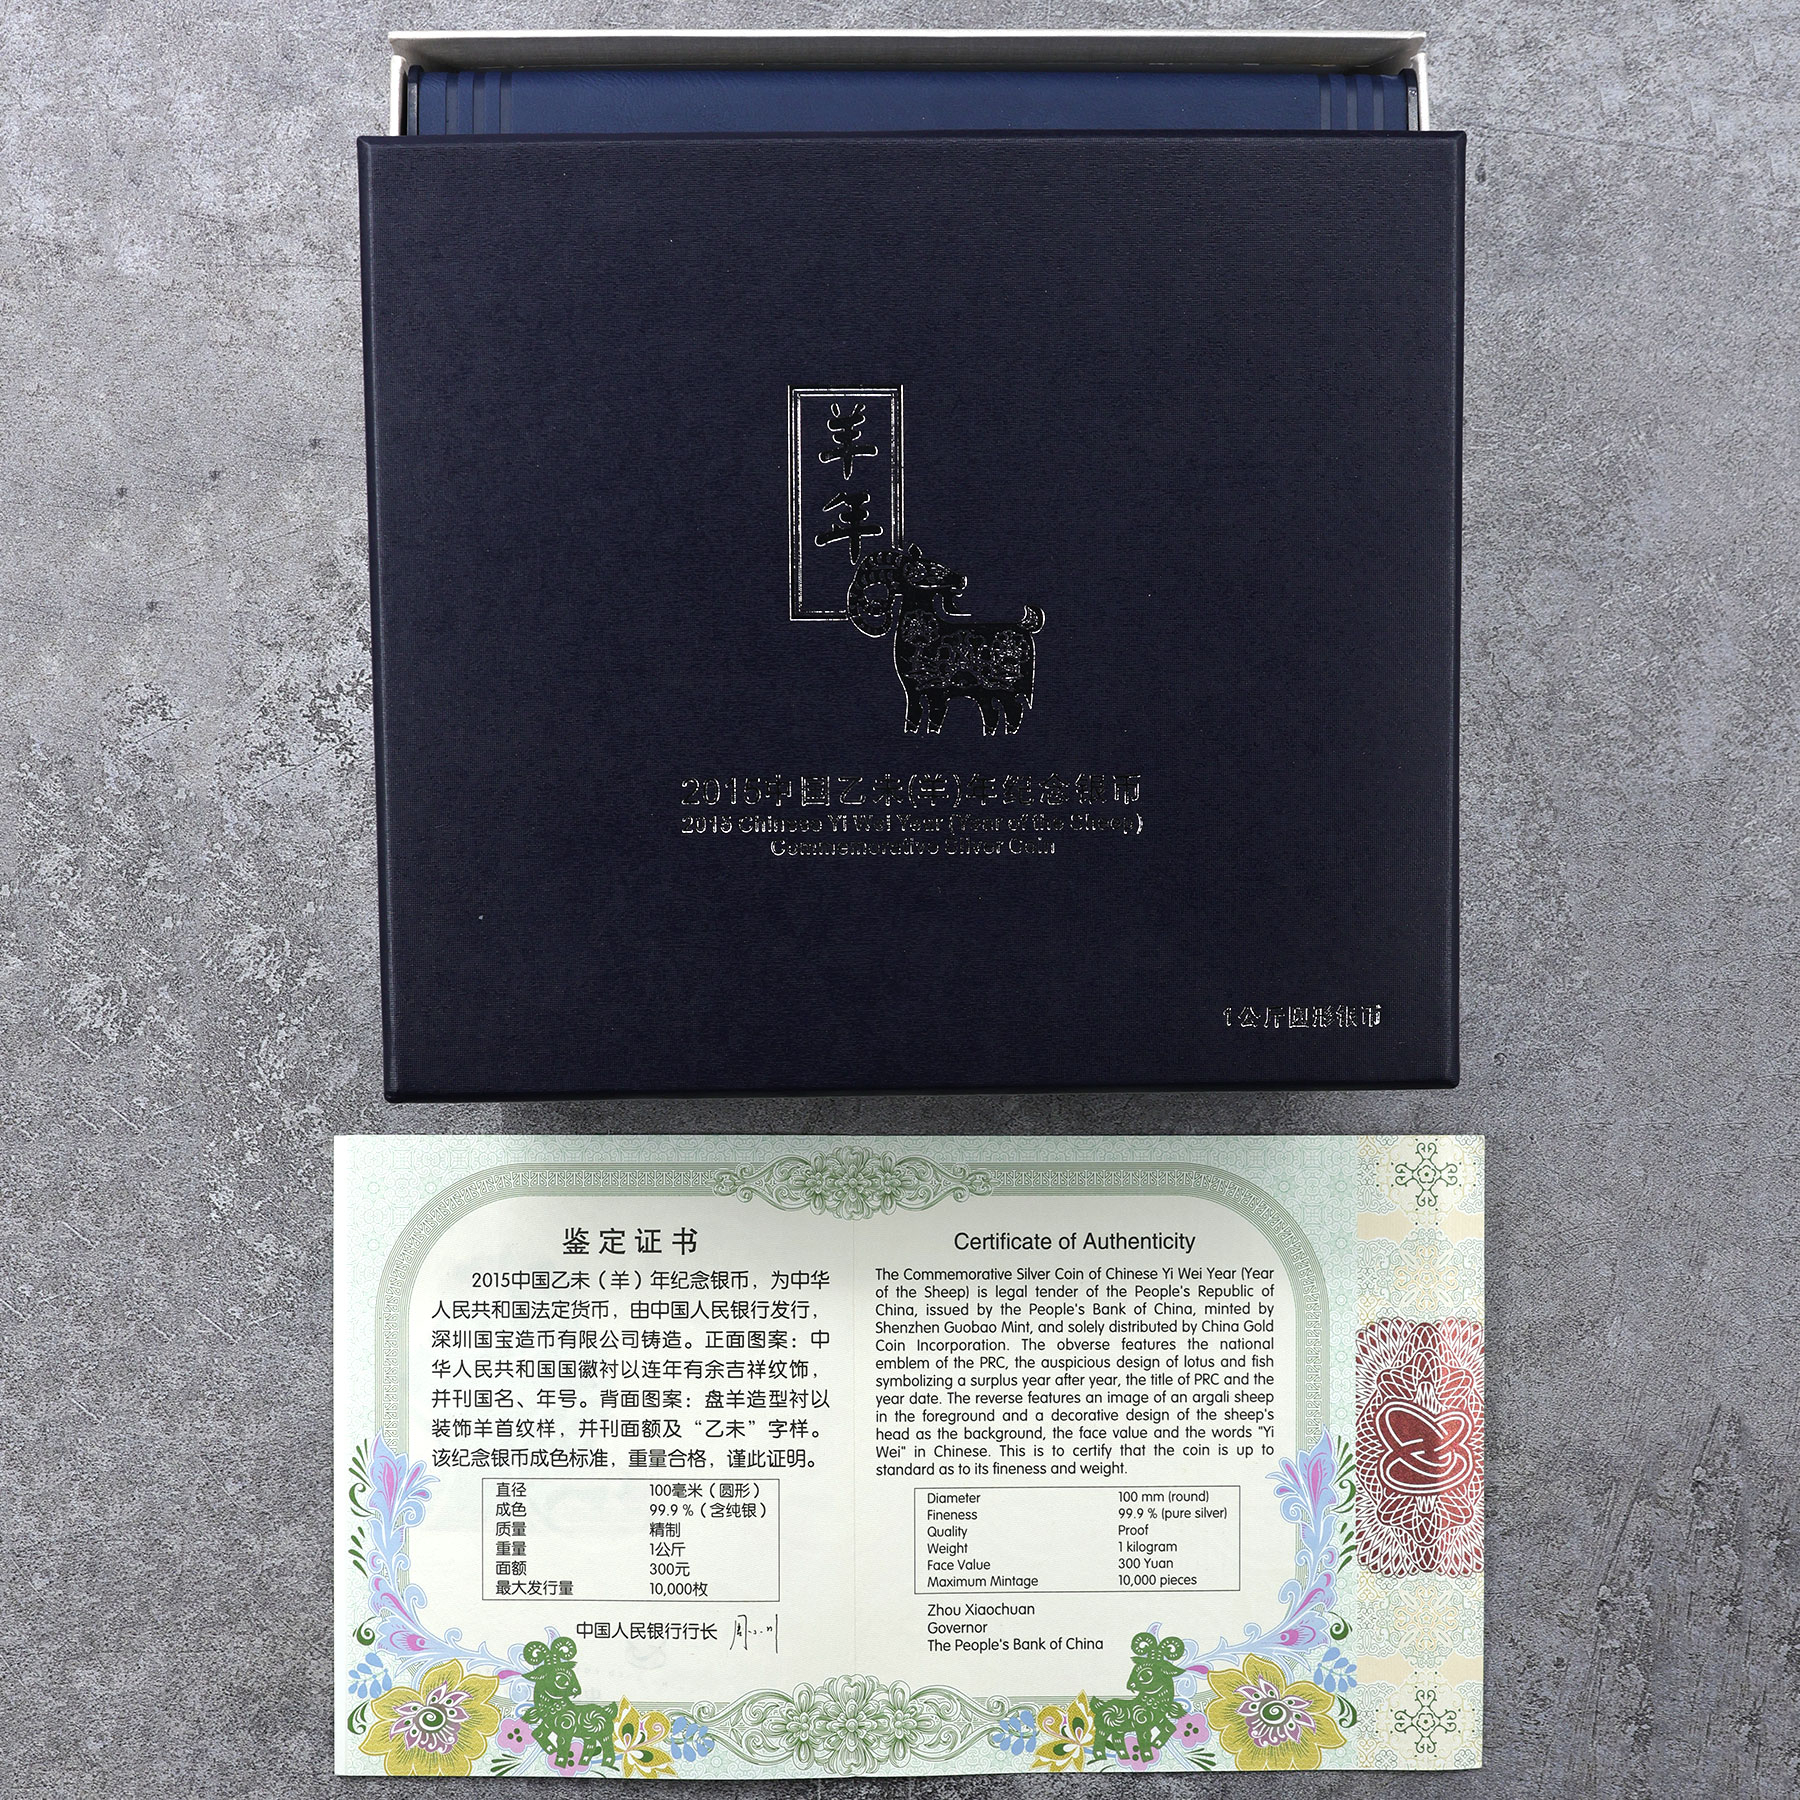 羊
年
2015中国乙未(羊)年纪念银币
2015 Chinese Yi Wei Year (Year of the Sheep)
Commemorative Silver Coin
1公斤圆形银币
鉴定证书
2015中国乙未（羊）年纪念银币，为中华
人民共和国法定货币，由中国人民银行发行，
深圳国宝造币有限公司铸造。正面图案：中
华人民共和国国徽衬以连年有余吉祥纹饰，
并刊国名、年号。背面图案：盘羊造型衬以
装饰羊首纹样，并刊面额及“乙未”字样。
该纪念银币成色标准，重量合格，谨此证明。
直径 100毫米（圆形）
成色 99.9％（含纯银）
质量 精制
重量 1公斤
面额 300元
最大发行量 10,000枚
中国人民银行行长
Certificate of Authenticity
The Commemorative Silver Coin of Chinese Yi Wei Year (Year
of the Sheep) is legal tender of the People's Republic of
China, issued by the People's Bank of China, minted by
Shenzhen Guobao Mint, and solely distributed by China Gold
Coin Incorporation. The obverse features the national
emblem of the PRC, the auspicious design of lotus and fish
symbolizing a surplus year after year, the title of PRC and the
year date. The reverse features an image of an argali sheep
in the foreground and a decorative design of the sheep's
head as the background, the face value and the words "Yi
Wei" in Chinese. This is to certify that the coin is up to
standard as to its fineness and weight.
Diameter 100 mm (round)
Fineness 99.9 % (pure silver)
Quality Proof
Weight 1 kilogram
Face Value 300 Yuan
Maximum Mintage 10,000 pieces
Zhou Xiaochuan
Governor
The People's Bank of China